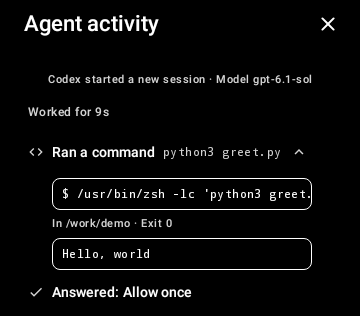 Agent activity
Codex started a new session · Model gpt-6.1-sol
Worked for 9s
Ran a command python3 greet.py
$ /usr/bin/zsh -lc 'python3 greet.
In /work/demo · Exit 0
Hello, world
Answered: Allow once